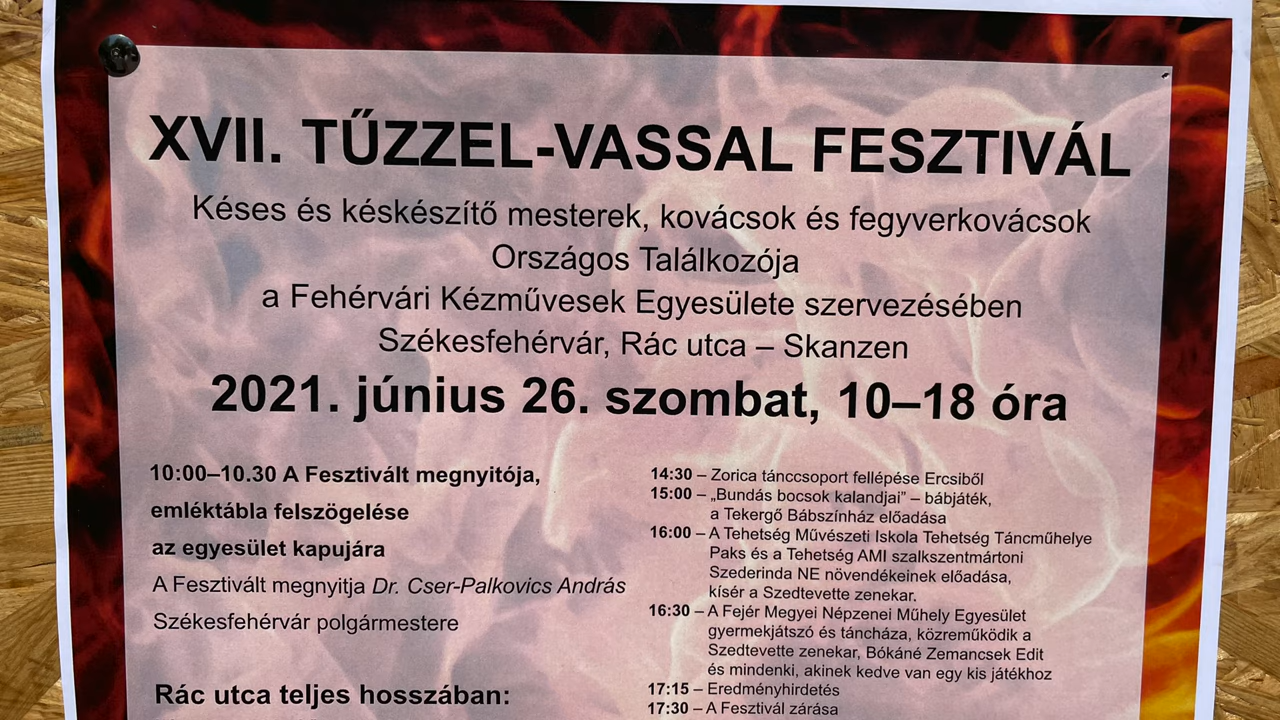 XVII. TŰZZEL-VASSAL FESZTIVÁL
Késes és késkészítő mesterek, kovácsok és fegyverkovácsok
Országos Találkozója
a Fehérvári Kézművesek Egyesülete szervezésében
Székesfehérvár, Rác utca – Skanzen
2021. június 26. szombat, 10–18 óra
10:00–10.30 A Fesztivált megnyitója,
emléktábla felszögelése
az egyesület kapujára
A Fesztivált megnyitja Dr. Cser-Palkovics András
Székesfehérvár polgármestere
Rác utca teljes hosszában:
14:30 – Zorica tánccsoport fellépése Ercsiből
15:00 – „Bundás bocsok kalandjai” – bábjáték,
a Tekergő Bábszínház előadása
16:00 – A Tehetség Művészeti Iskola Tehetség Táncműhelye
Paks és a Tehetség AMI szalkszentmártoni
Szederinda NE növendékeinek előadása,
kísér a Szedtevette zenekar.
16:30 – A Fejér Megyei Népzenei Műhely Egyesület
gyermekjátszó és táncháza, közreműködik a
Szedtevette zenekar, Bókáné Zemancsek Edit
és mindenki, akinek kedve van egy kis játékhoz
17:15 – Eredményhirdetés
17:30 – A Fesztivál zárása